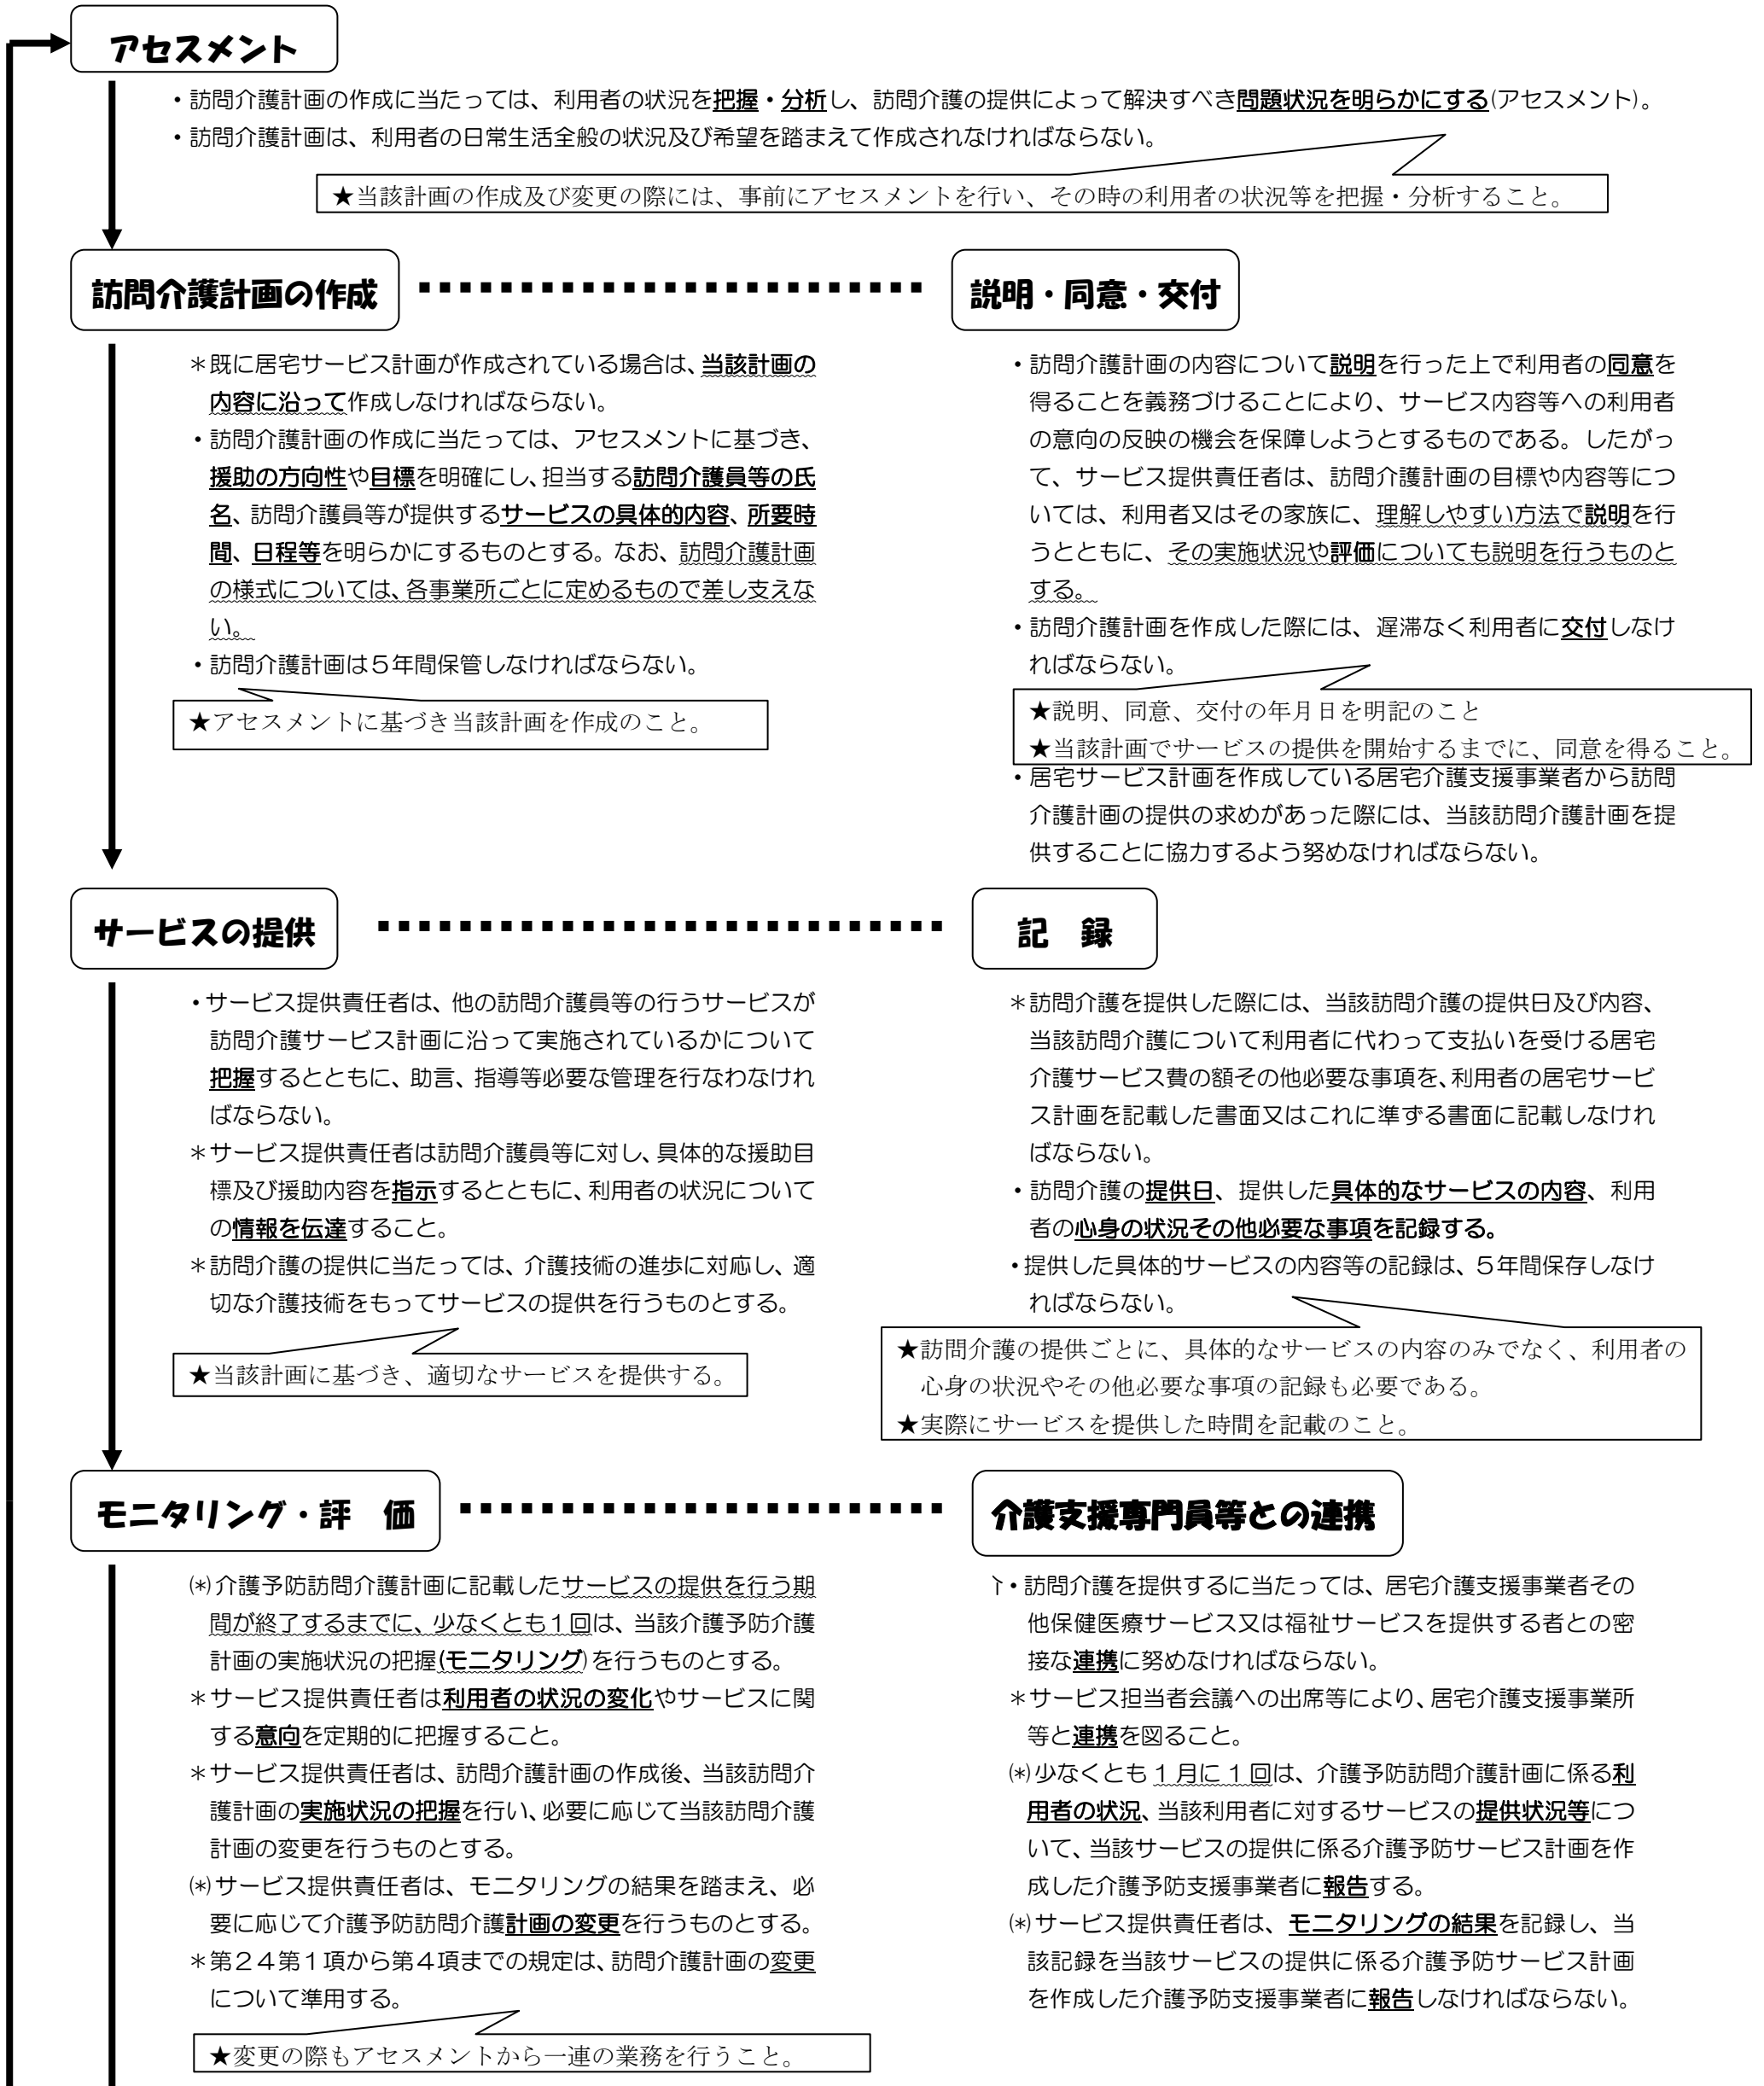 アセスメント
・訪問介護計画の作成に当たっては、利用者の状況を把握・分析し、訪問介護の提供によって解決すべき問題状況を明らかにする(アセスメント)。
・訪問介護計画は、利用者の日常生活全般の状況及び希望を踏まえて作成されなければならない。
★当該計画の作成及び変更の際には、事前にアセスメントを行い、その時の利用者の状況等を把握・分析すること。
訪問介護計画の作成
＊既に居宅サービス計画が作成されている場合は、当該計画の
内容に沿って作成しなければならない。
・訪問介護計画の作成に当たっては、アセスメントに基づき、
援助の方向性や目標を明確にし、担当する訪問介護員等の氏
名、訪問介護員等が提供するサービスの具体的内容、所要時
間、日程等を明らかにするものとする。なお、訪問介護計画
の様式については、各事業所ごとに定めるもので差し支えな
い。
・訪問介護計画は５年間保管しなければならない。
★アセスメントに基づき当該計画を作成のこと。
説明・同意・交付
・訪問介護計画の内容について説明を行った上で利用者の同意を
得ることを義務づけることにより、サービス内容等への利用者
の意向の反映の機会を保障しようとするものである。したがっ
て、サービス提供責任者は、訪問介護計画の目標や内容等につ
いては、利用者又はその家族に、理解しやすい方法で説明を行
うとともに、その実施状況や評価についても説明を行うものと
する。
・訪問介護計画を作成した際には、遅滞なく利用者に交付しなけ
ればならない。
★説明、同意、交付の年月日を明記のこと
★当該計画でサービスの提供を開始するまでに、同意を得ること。
・居宅サービス計画を作成している居宅介護支援事業者から訪問
介護計画の提供の求めがあった際には、当該訪問介護計画を提
供することに協力するよう努めなければならない。
サービスの提供
・サービス提供責任者は、他の訪問介護員等の行うサービスが
訪問介護サービス計画に沿って実施されているかについて
把握するとともに、助言、指導等必要な管理を行なわなけれ
ばならない。
＊サービス提供責任者は訪問介護員等に対し、具体的な援助目
標及び援助内容を指示するとともに、利用者の状況について
の情報を伝達すること。
＊訪問介護の提供に当たっては、介護技術の進歩に対応し、適
切な介護技術をもってサービスの提供を行うものとする。
★当該計画に基づき、適切なサービスを提供する。
記　録
＊訪問介護を提供した際には、当該訪問介護の提供日及び内容、
当該訪問介護について利用者に代わって支払いを受ける居宅
介護サービス費の額その他必要な事項を、利用者の居宅サービ
ス計画を記載した書面又はこれに準ずる書面に記載しなけれ
ばならない。
・訪問介護の提供日、提供した具体的なサービスの内容、利用
者の心身の状況その他必要な事項を記録する。
・提供した具体的サービスの内容等の記録は、５年間保存しなけ
ればならない。
★訪問介護の提供ごとに、具体的なサービスの内容のみでなく、利用者の
心身の状況やその他必要な事項の記録も必要である。
★実際にサービスを提供した時間を記載のこと。
モニタリング・評　価
(*)介護予防訪問介護計画に記載したサービスの提供を行う期
間が終了するまでに、少なくとも１回は、当該介護予防介護
計画の実施状況の把握(モニタリング)を行うものとする。
＊サービス提供責任者は利用者の状況の変化やサービスに関
する意向を定期的に把握すること。
＊サービス提供責任者は、訪問介護計画の作成後、当該訪問介
護計画の実施状況の把握を行い、必要に応じて当該訪問介護
計画の変更を行うものとする。
(*)サービス提供責任者は、モニタリングの結果を踏まえ、必
要に応じて介護予防訪問介護計画の変更を行うものとする。
＊第２４第１項から第４項までの規定は、訪問介護計画の変更
について準用する。
★変更の際もアセスメントから一連の業務を行うこと。
介護支援専門員等との連携
・訪問介護を提供するに当たっては、居宅介護支援事業者その
他保健医療サービス又は福祉サービスを提供する者との密
接な連携に努めなければならない。
＊サービス担当者会議への出席等により、居宅介護支援事業所
等と連携を図ること。
(*)少なくとも１月に１回は、介護予防訪問介護計画に係る利
用者の状況、当該利用者に対するサービスの提供状況等につ
いて、当該サービスの提供に係る介護予防サービス計画を作
成した介護予防支援事業者に報告する。
(*)サービス提供責任者は、モニタリングの結果を記録し、当
該記録を当該サービスの提供に係る介護予防サービス計画
を作成した介護予防支援事業者に報告しなければならない。